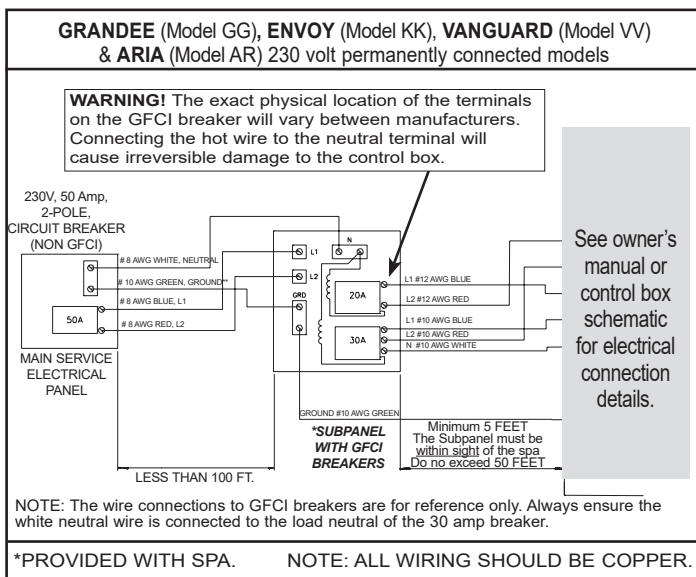 GRANDEE (Model GG), ENVOY (Model KK), VANGUARD (Model VV)
& ARIA (Model AR) 230 volt permanently connected models
WARNING! The exact physical location of the terminals
on the GFCI breaker will vary between manufacturers.
Connecting the hot wire to the neutral terminal will
cause irreversible damage to the control box.
230V, 50 Amp,
2-POLE,
CIRCUIT BREAKER
(NON GFCI)
# 8 AWG WHITE, NEUTRAL
# 10 AWG GREEN, GROUND**
# 8 AWG BLUE, L1
# 8 AWG RED, L2
50A
MAIN SERVICE
ELECTRICAL
PANEL
N
L1
L2
GRD
20A
30A
L1 #12 AWG BLUE
L2 #12 AWG RED
L1 #10 AWG BLUE
L2 #10 AWG RED
N #10 AWG WHITE
GROUND #10 AWG GREEN
See owner's
manual or
control box
schematic
for electrical
connection
details.
*SUBPANEL
WITH GFCI
BREAKERS
Minimum 5 FEET
The Subpanel must be
within sight of the spa
Do no exceed 50 FEET
LESS THAN 100 FT.
NOTE: The wire connections to GFCI breakers are for reference only. Always ensure the
white neutral wire is connected to the load neutral of the 30 amp breaker.
*PROVIDED WITH SPA. NOTE: ALL WIRING SHOULD BE COPPER.